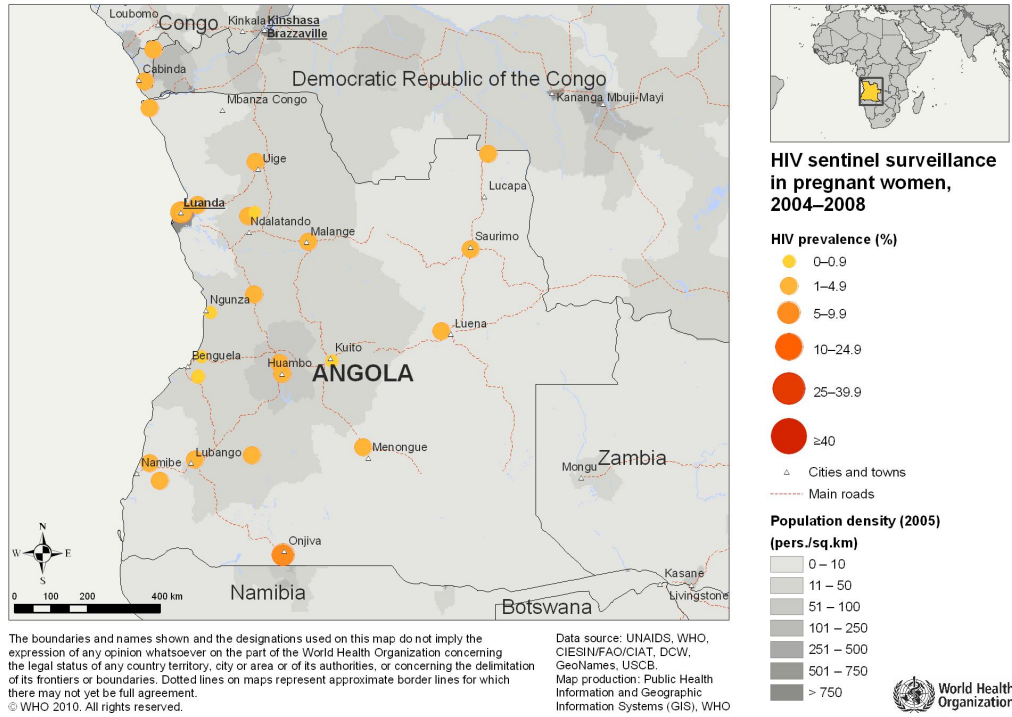 Loubomo
Congo
Kinkala
Kinshasa
Brazzaville
Cabinda
Democratic Republic of the Congo
Mbanza Congo
Kananga
Mbuji-Mayi
Uige
Lucapa
Luanda
Ndalatando
Malange
Saurimo
Ngunza
Luena
Benguela
Huambo
Kuito
ANGOLA
Lubango
Menongue
Namibe
Mongu
Zambia
Onjiva
N
W
E
S
0 100 200 400 km
Namibia
Botswana
Kasane
Livingstone
HIV sentinel surveillance
in pregnant women,
2004–2008
HIV prevalence (%)
0–0.9
1–4.9
5–9.9
10–24.9
25–39.9
≥40
Cities and towns
Main roads
Population density (2005)
(pers./sq.km)
0 – 10
11 – 50
51 – 100
101 – 250
251 – 500
501 – 750
> 750
The boundaries and names shown and the designations used on this map do not imply the
expression of any opinion whatsoever on the part of the World Health Organization concerning
the legal status of any country territory, city or area or of its authorities, or concerning the delimitation
of its frontiers or boundaries. Dotted lines on maps represent approximate border lines for which
there may not yet be full agreement.
© WHO 2010. All rights reserved.
Data source: UNAIDS, WHO,
CIESIN/FAO/CIAT, DCW,
GeoNames, USCB.
Map production: Public Health
Information and Geographic
Information Systems (GIS), WHO
World Health
Organization